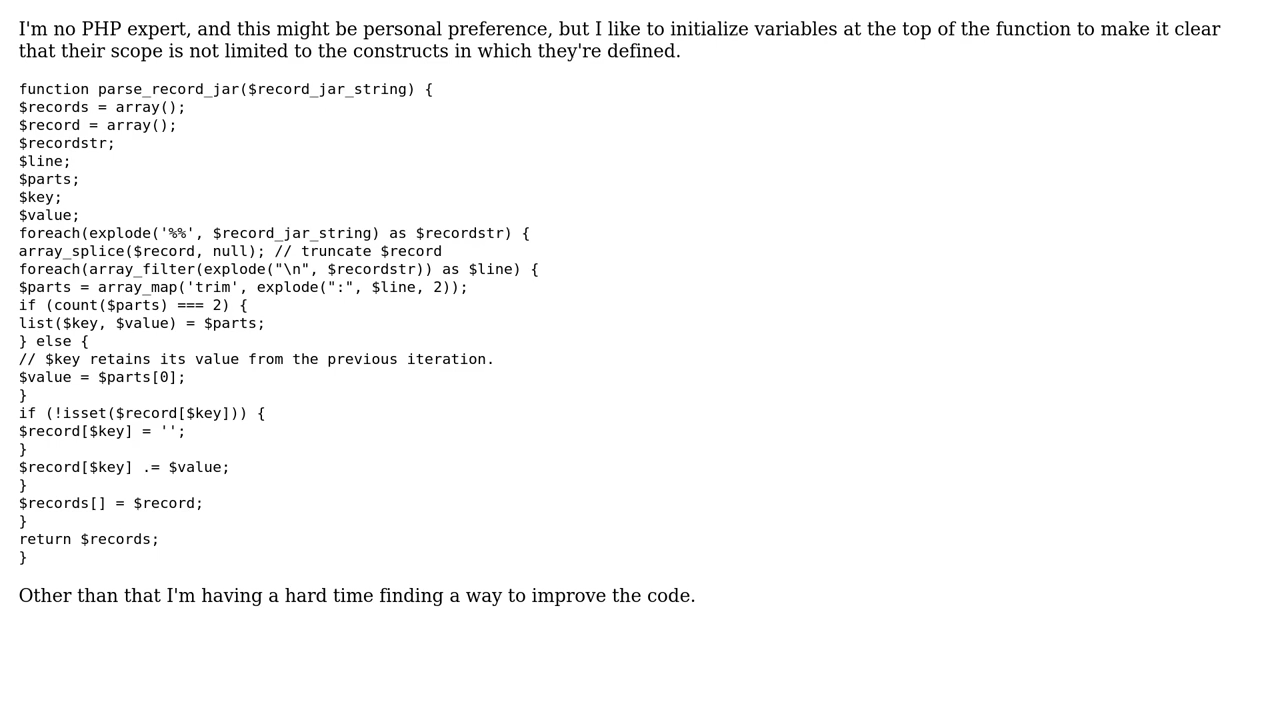 I'm no PHP expert, and this might be personal preference, but I like to initialize variables at the top of the function to make it clear
that their scope is not limited to the constructs in which they're defined.
function parse_record_jar($record_jar_string) {
$records = array();
$record = array();
$recordstr;
$line;
$parts;
$key;
$value;
foreach(explode('%%', $record_jar_string) as $recordstr) {
array_splice($record, null); // truncate $record
foreach(array_filter(explode("\n", $recordstr)) as $line) {
$parts = array_map('trim', explode(":", $line, 2));
if (count($parts) === 2) {
list($key, $value) = $parts;
} else {
// $key retains its value from the previous iteration.
$value = $parts[0];
}
if (!isset($record[$key])) {
$record[$key] = '';
}
$record[$key] .= $value;
}
$records[] = $record;
}
return $records;
}
Other than that I'm having a hard time finding a way to improve the code.